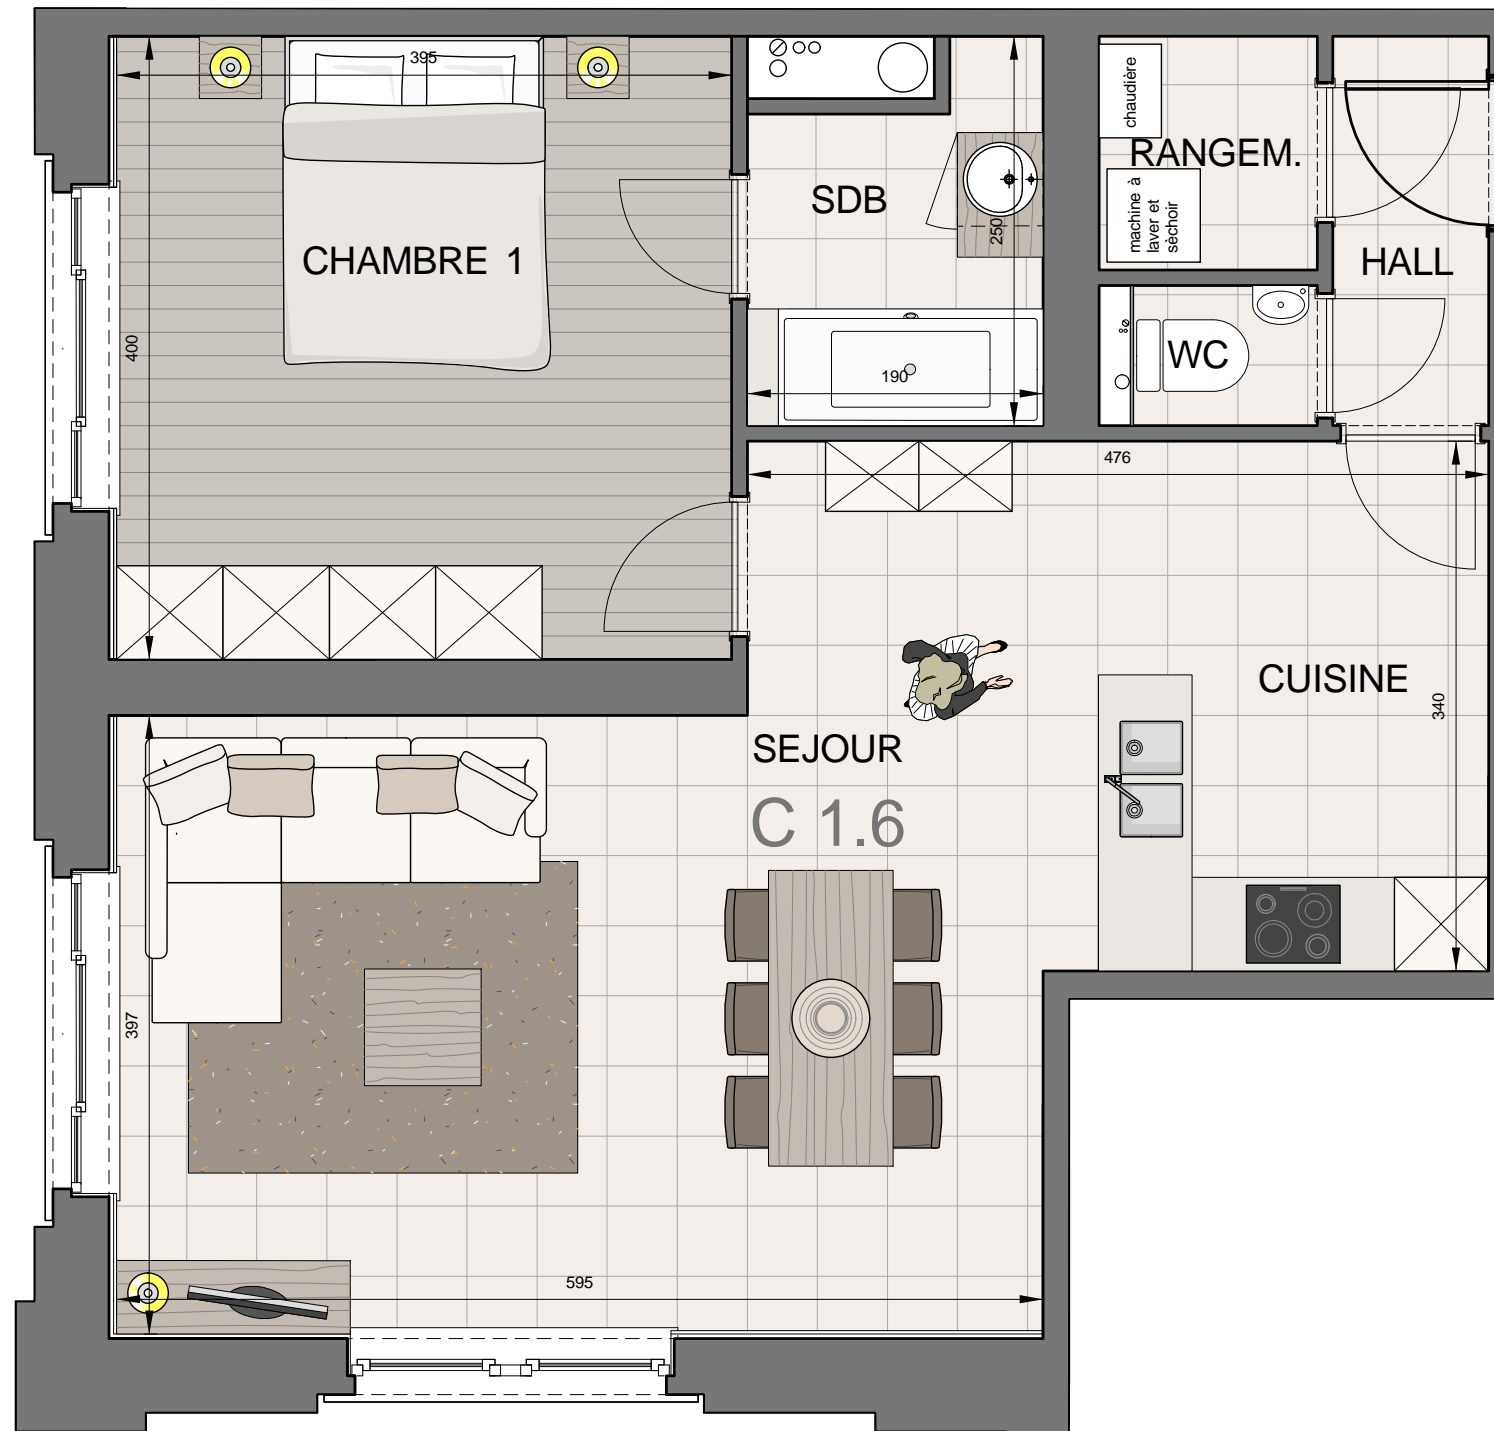 395
chaudière
RANGEM.
machine à
laver et
sèchoir
SDB
250
HALL
CHAMBRE 1
400
WC
190
476
CUISINE
340
SEJOUR
C 1.6
397
595